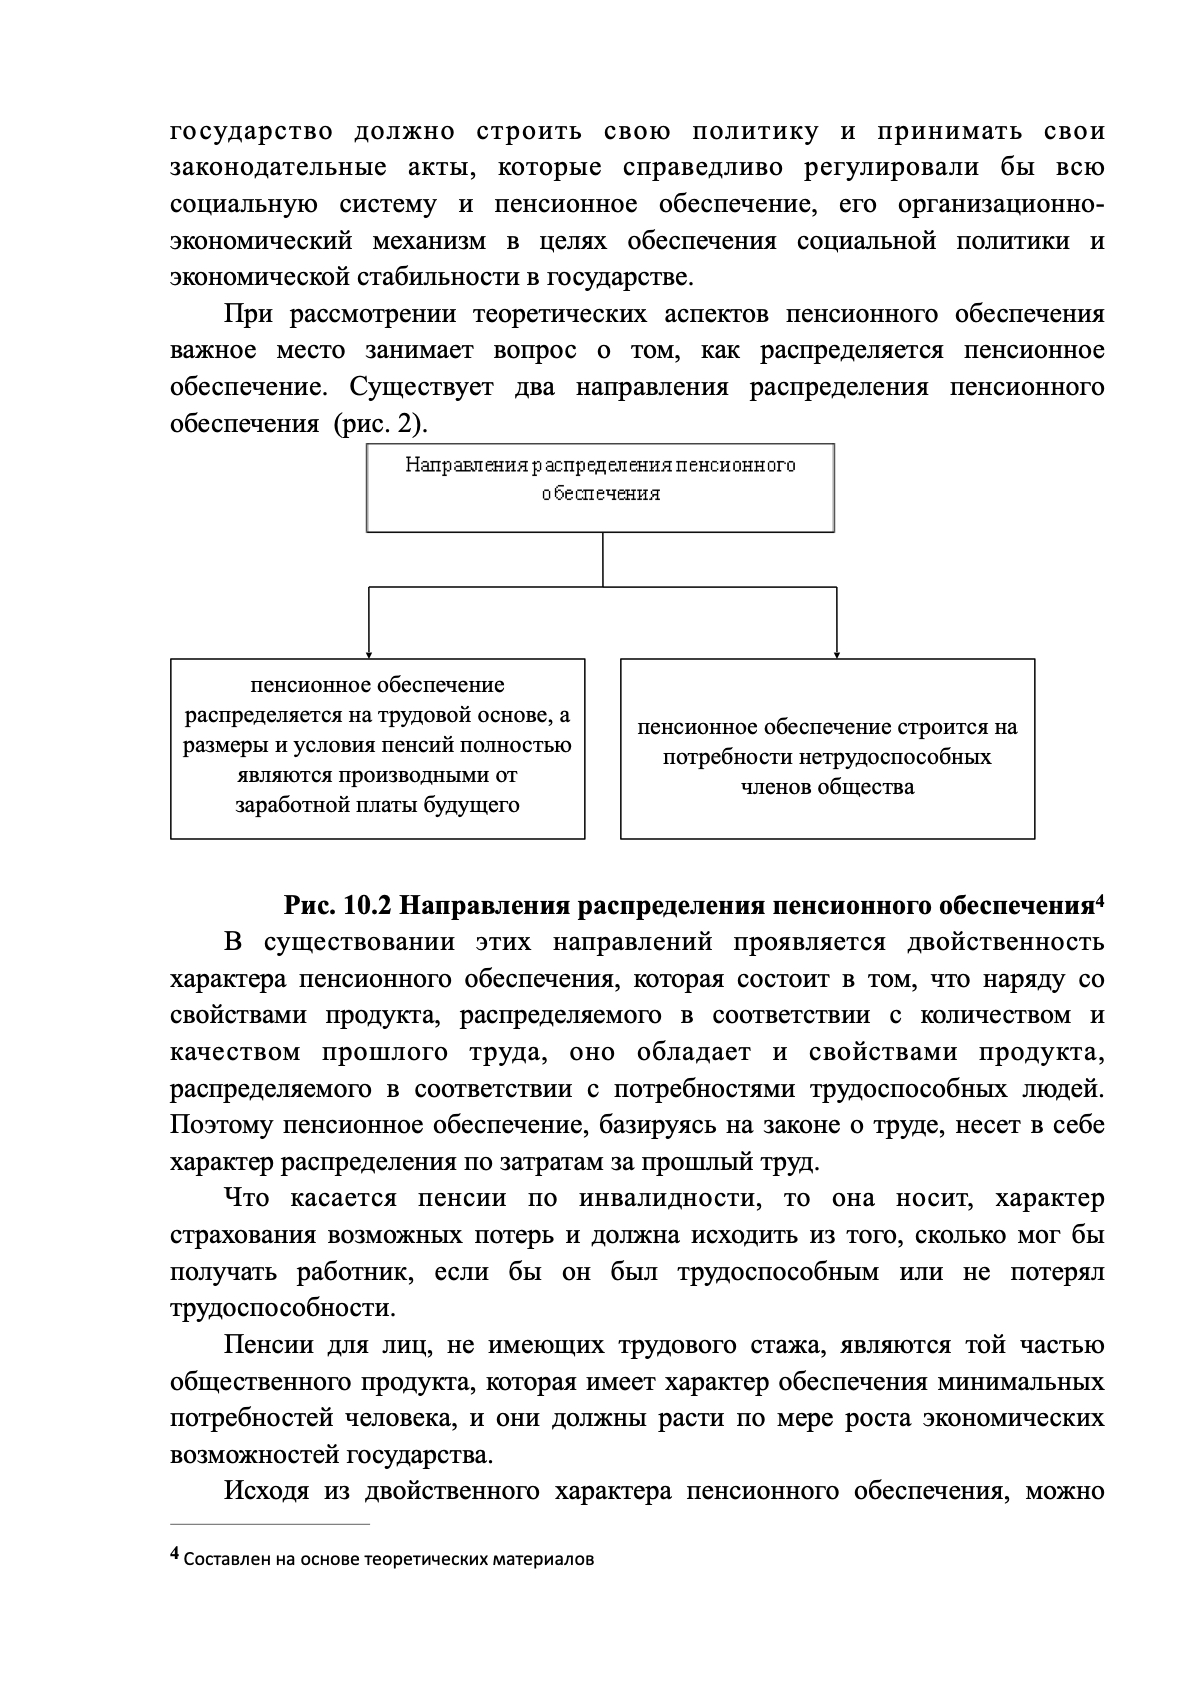 государство должно строить свою политику и принимать свои
законодательные акты, которые справедливо регулировали бы всю
социальную систему и пенсионное обеспечение, его организационно-
экономический механизм в целях обеспечения социальной политики и
экономической стабильности в государстве.
При рассмотрении теоретических аспектов пенсионного обеспечения
важное место занимает вопрос о том, как распределяется пенсионное
обеспечение. Существует два направления распределения пенсионного
обеспечения (рис. 2).
Направления распределения пенсионного
обеспечения
пенсионное обеспечение
распределяется на трудовой основе, а
размеры и условия пенсий полностью
являются производными от
заработной платы будущего
пенсионное обеспечение строится на
потребности нетрудоспособных
членов общества
Рис. 10.2 Направления распределения пенсионного обеспечения4
В существовании этих направлений проявляется двойственность
характера пенсионного обеспечения, которая состоит в том, что наряду со
свойствами продукта, распределяемого в соответствии с количеством и
качеством прошлого труда, оно обладает и свойствами продукта,
распределяемого в соответствии с потребностями трудоспособных людей.
Поэтому пенсионное обеспечение, базируясь на законе о труде, несет в себе
характер распределения по затратам за прошлый труд.
Что касается пенсии по инвалидности, то она носит, характер
страхования возможных потерь и должна исходить из того, сколько мог бы
получать работник, если бы он был трудоспособным или не потерял
трудоспособности.
Пенсии для лиц, не имеющих трудового стажа, являются той частью
общественного продукта, которая имеет характер обеспечения минимальных
потребностей человека, и они должны расти по мере роста экономических
возможностей государства.
Исходя из двойственного характера пенсионного обеспечения, можно
4 Составлен на основе теоретических материалов